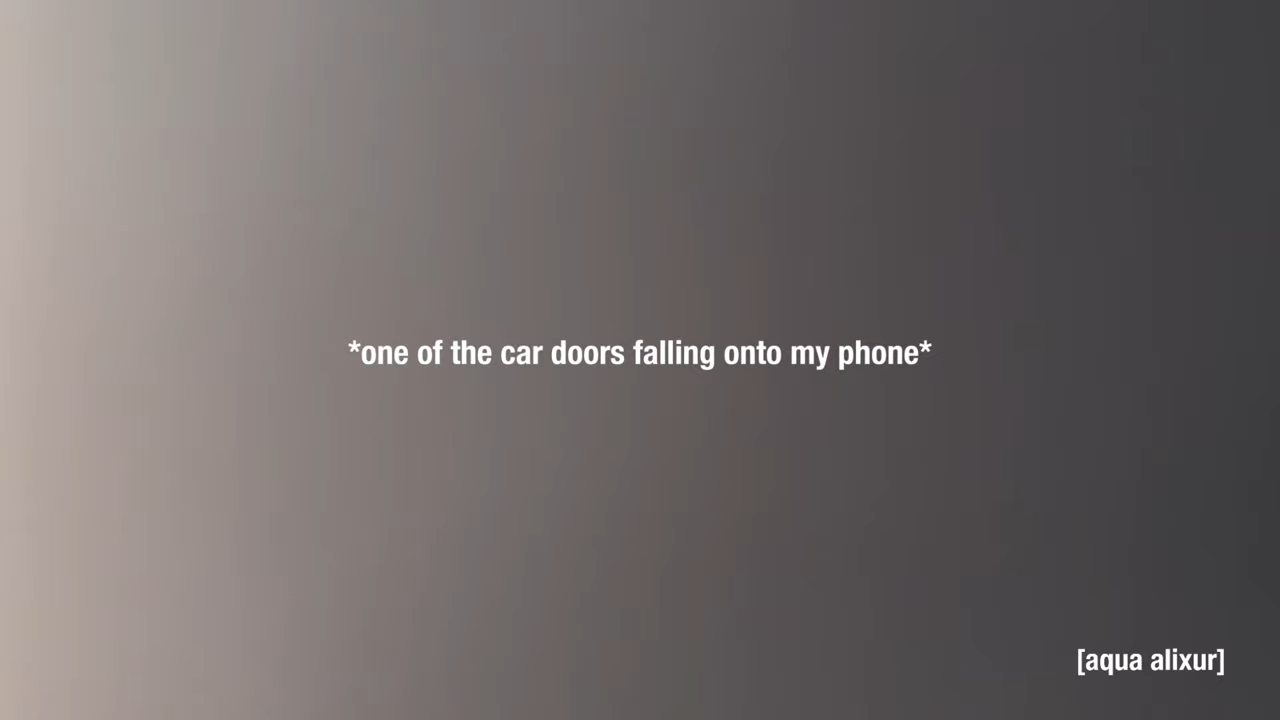 *one of the car doors falling onto my phone*
[aqua alixur]